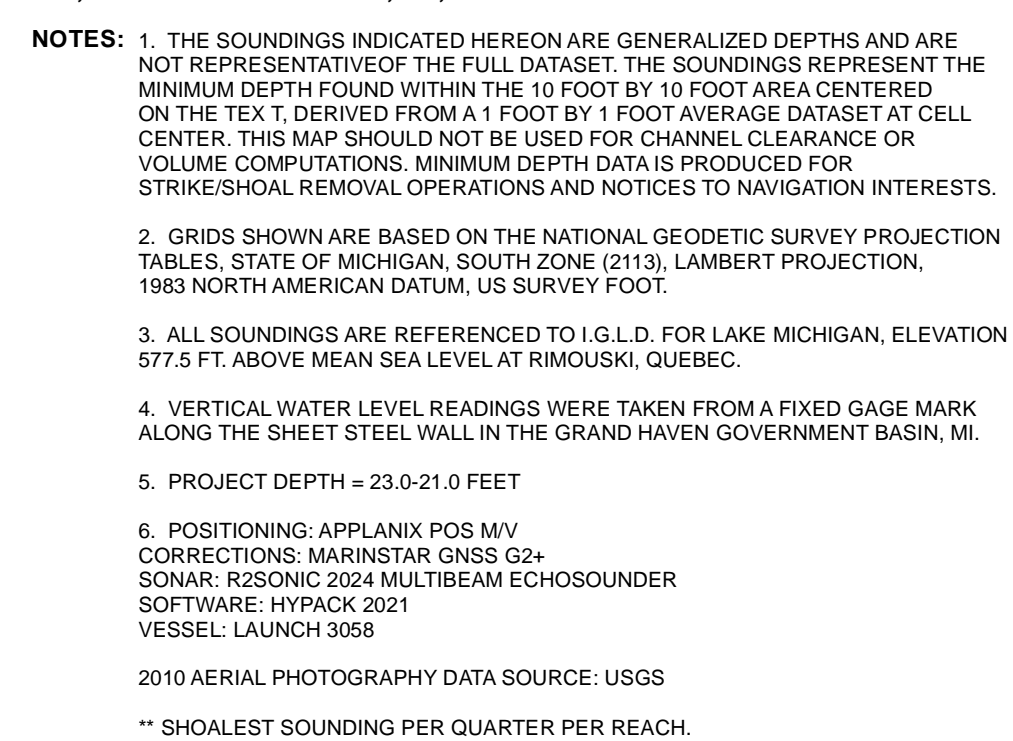 NOTES: 1. THE SOUNDINGS INDICATED HEREON ARE GENERALIZED DEPTHS AND ARE
NOT REPRESENTATIVEOF THE FULL DATASET. THE SOUNDINGS REPRESENT THE
MINIMUM DEPTH FOUND WITHIN THE 10 FOOT BY 10 FOOT AREA CENTERED
ON THE TEX T, DERIVED FROM A 1 FOOT BY 1 FOOT AVERAGE DATASET AT CELL
CENTER. THIS MAP SHOULD NOT BE USED FOR CHANNEL CLEARANCE OR
VOLUME COMPUTATIONS. MINIMUM DEPTH DATA IS PRODUCED FOR
STRIKE/SHOAL REMOVAL OPERATIONS AND NOTICES TO NAVIGATION INTERESTS.
2. GRIDS SHOWN ARE BASED ON THE NATIONAL GEODETIC SURVEY PROJECTION
TABLES, STATE OF MICHIGAN, SOUTH ZONE (2113), LAMBERT PROJECTION,
1983 NORTH AMERICAN DATUM, US SURVEY FOOT.
3. ALL SOUNDINGS ARE REFERENCED TO I.G.L.D. FOR LAKE MICHIGAN, ELEVATION
577.5 FT. ABOVE MEAN SEA LEVEL AT RIMOUSKI, QUEBEC.
4. VERTICAL WATER LEVEL READINGS WERE TAKEN FROM A FIXED GAGE MARK
ALONG THE SHEET STEEL WALL IN THE GRAND HAVEN GOVERNMENT BASIN, MI.
5. PROJECT DEPTH = 23.0-21.0 FEET
6. POSITIONING: APPLANIX POS M/V
CORRECTIONS: MARINSTAR GNSS G2+
SONAR: R2SONIC 2024 MULTIBEAM ECHOSOUNDER
SOFTWARE: HYPACK 2021
VESSEL: LAUNCH 3058
2010 AERIAL PHOTOGRAPHY DATA SOURCE: USGS
** SHOALEST SOUNDING PER QUARTER PER REACH.